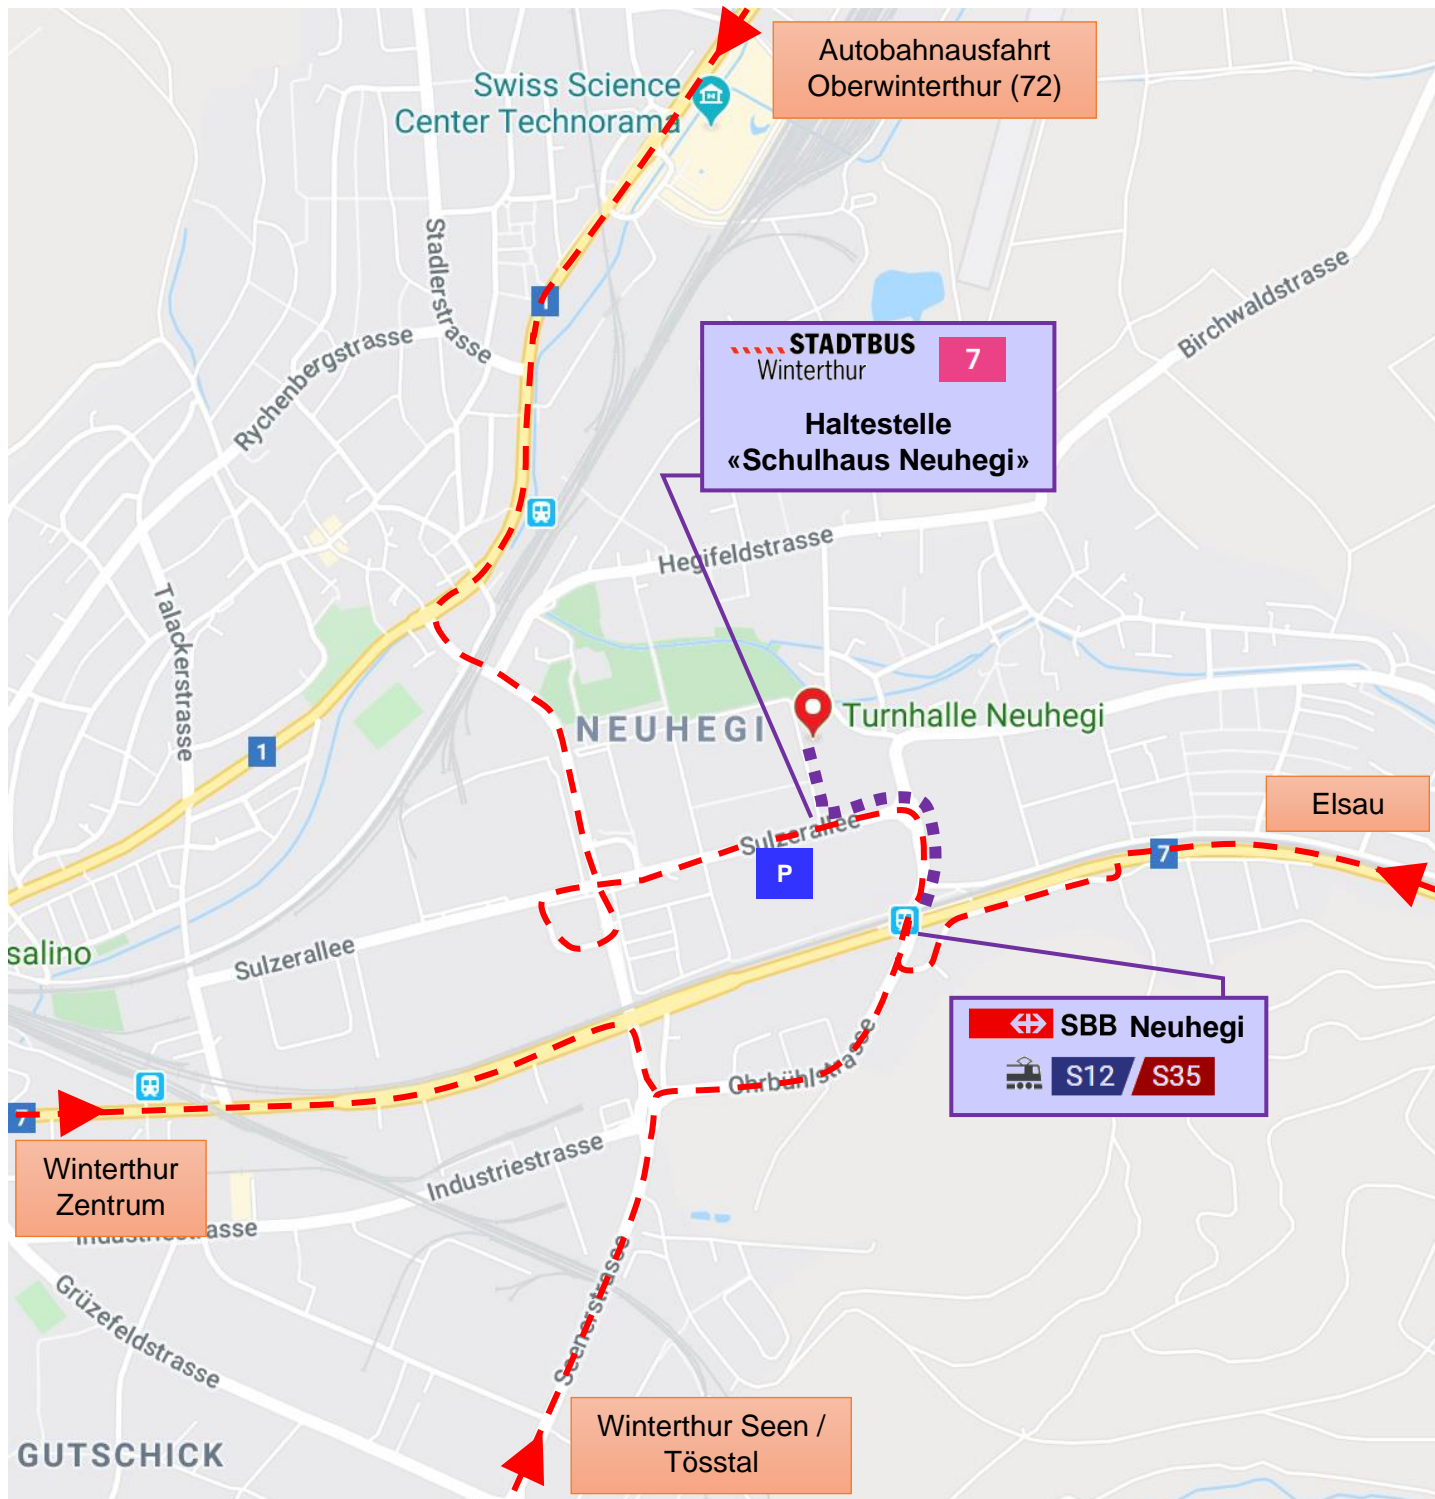 Autobahnausfahrt
Oberwinterthur (72)
Swiss Science
Center Technorama
Stadlerstrasse
1
Rychenbergstrasse
Birchwaldstrasse
STADTBUS
Winterthur
7
Haltestelle
«Schulhaus Neuhegi»
Hegifeldstrasse
Talackerstrasse
NEUHEGI
Turnhalle Neuhegi
1
Elsau
Sulzerallee
7
P
salino
Sulzerallee
SBB Neuhegi
S12 / S35
Ohrbühlstrasse
7
Winterthur
Zentrum
Industriestrasse
Industriestrasse
Seenerstrasse
Grüzefeldstrasse
Winterthur Seen /
Tösstal
GUTSCHICK